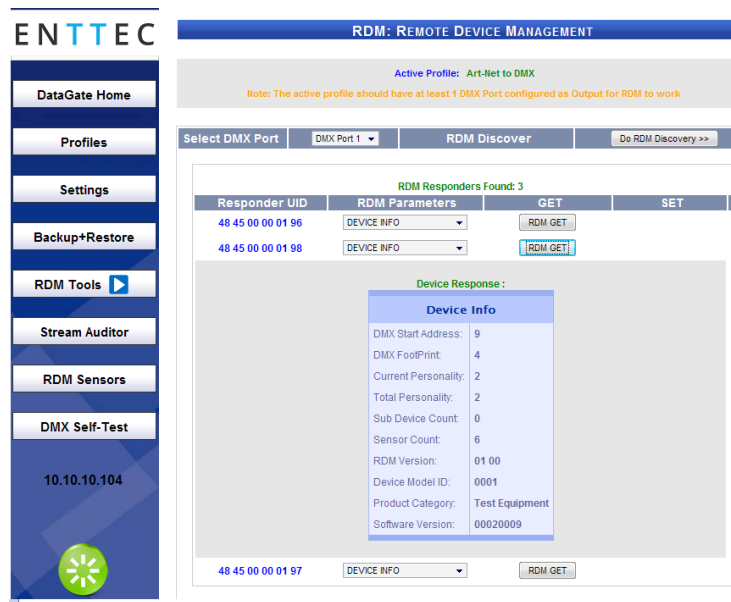 ENTTEC
RDM: REMOTE DEVICE MANAGEMENT
DataGate Home
Profiles
Settings
Backup+Restore
RDM Tools
Stream Auditor
RDM Sensors
DMX Self-Test
10.10.10.104
Active Profile: Art-Net to DMX
Note: The active profile should have at least 1 DMX Port configured as Output for RDM to work
Select DMX Port DMX Port 1 RDM Discover Do RDM Discovery >>
RDM Responders Found: 3
Responder UID RDM Parameters GET SET
48 45 00 00 01 96 DEVICE INFO RDM GET
48 45 00 00 01 98 DEVICE INFO RDM GET
Device Response :
Device Info
DMX Start Address: 9
DMX FootPrint: 4
Current Personality: 2
Total Personality: 2
Sub Device Count: 0
Sensor Count: 6
RDM Version: 01 00
Device Model ID: 0001
Product Category: Test Equipment
Software Version: 00020009
48 45 00 00 01 97 DEVICE INFO RDM GET